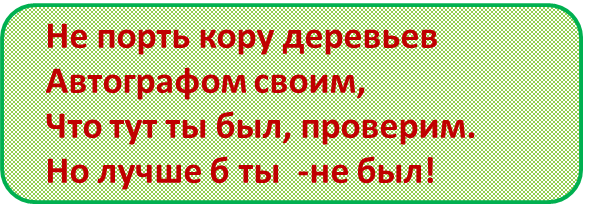 Не порть кору деревьев
Автографом своим,
Что тут ты был, проверим.
Но лучше б ты  -не был!